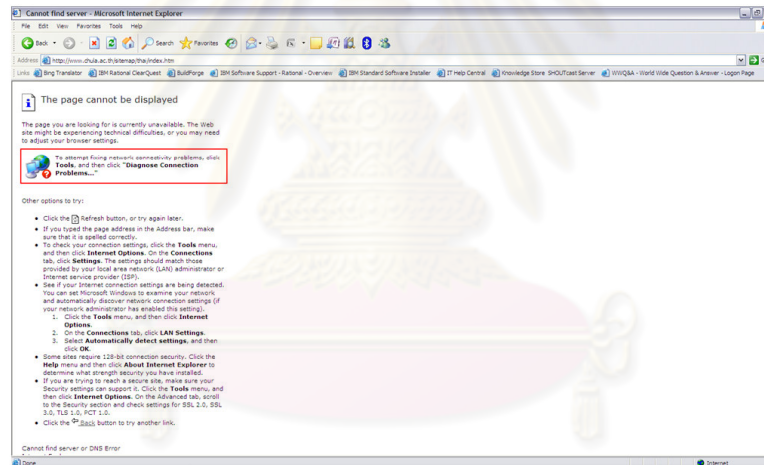 Cannot find server - Microsoft Internet Explorer
File Edit View Favorites Tools Help
Back Search Favorites
Address http://www.chula.ac.th/sitemap/thai/index.htm
Links Bing Translator IBM Rational ClearQuest BuildForge IBM Software Support - Rational - Overview IBM Standard Software Installer IT Help Central Knowledge Store SHOUTcast Server WWQ&A - World Wide Question & Answer - Logon Page
The page cannot be displayed
The page you are looking for is currently unavailable. The Web
site might be experiencing technical difficulties, or you may need
to adjust your browser settings.
To attempt fixing network connectivity problems, click
Tools, and then click "Diagnose Connection
Problems..."
Other options to try:
• Click the Refresh button, or try again later.
• If you typed the page address in the Address bar, make
sure that it is spelled correctly.
• To check your connection settings, click the Tools menu,
and then click Internet Options. On the Connections
tab, click Settings. The settings should match those
provided by your local area network (LAN) administrator or
Internet service provider (ISP).
• See if your Internet connection settings are being detected.
You can set Microsoft Windows to examine your network
and automatically discover network connection settings (if
your network administrator has enabled this setting).
1. Click the Tools menu, and then click Internet
Options.
2. On the Connections tab, click LAN Settings.
3. Select Automatically detect settings, and then
click OK.
• Some sites require 128-bit connection security. Click the
Help menu and then click About Internet Explorer to
determine what strength security you have installed.
• If you are trying to reach a secure site, make sure your
Security settings can support it. Click the Tools menu, and
then click Internet Options. On the Advanced tab, scroll
to the Security section and check settings for SSL 2.0, SSL
3.0, TLS 1.0, PCT 1.0.
• Click the Back button to try another link.
Cannot find server or DNS Error
Done Internet